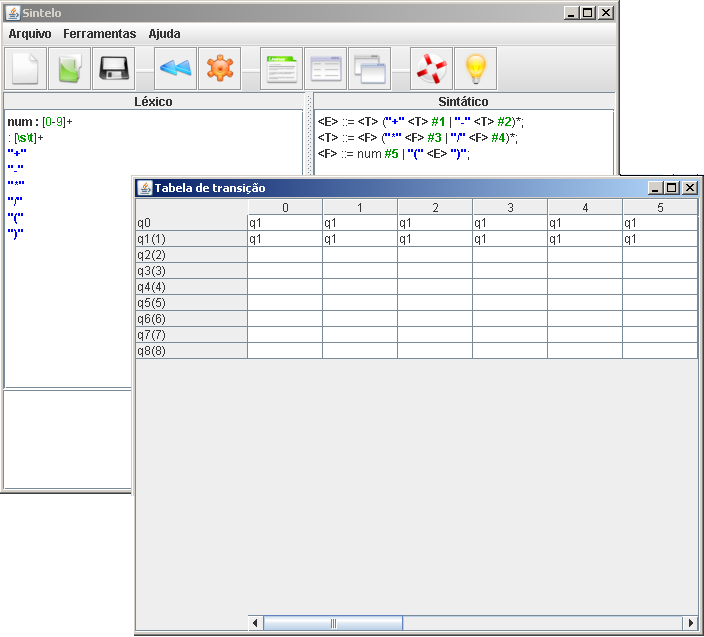 Sintelo
Arquivo Ferramentas Ajuda
Léxico
num : [0-9]+
: [\s\t]+
"+"
"-"
"*"
"/"
"("
")"
Sintático
<E> ::= <T> ("+" <T> #1 | "-" <T> #2)*;
<T> ::= <F> ("*" <F> #3 | "/" <F> #4)*;
<F> ::= num #5 | "(" <E> ")";
Tabela de transição
0 1 2 3 4 5
q0 q1 q1 q1 q1 q1 q1
q1(1) q1 q1 q1 q1 q1 q1
q2(2)
q3(3)
q4(4)
q5(5)
q6(6)
q7(7)
q8(8)